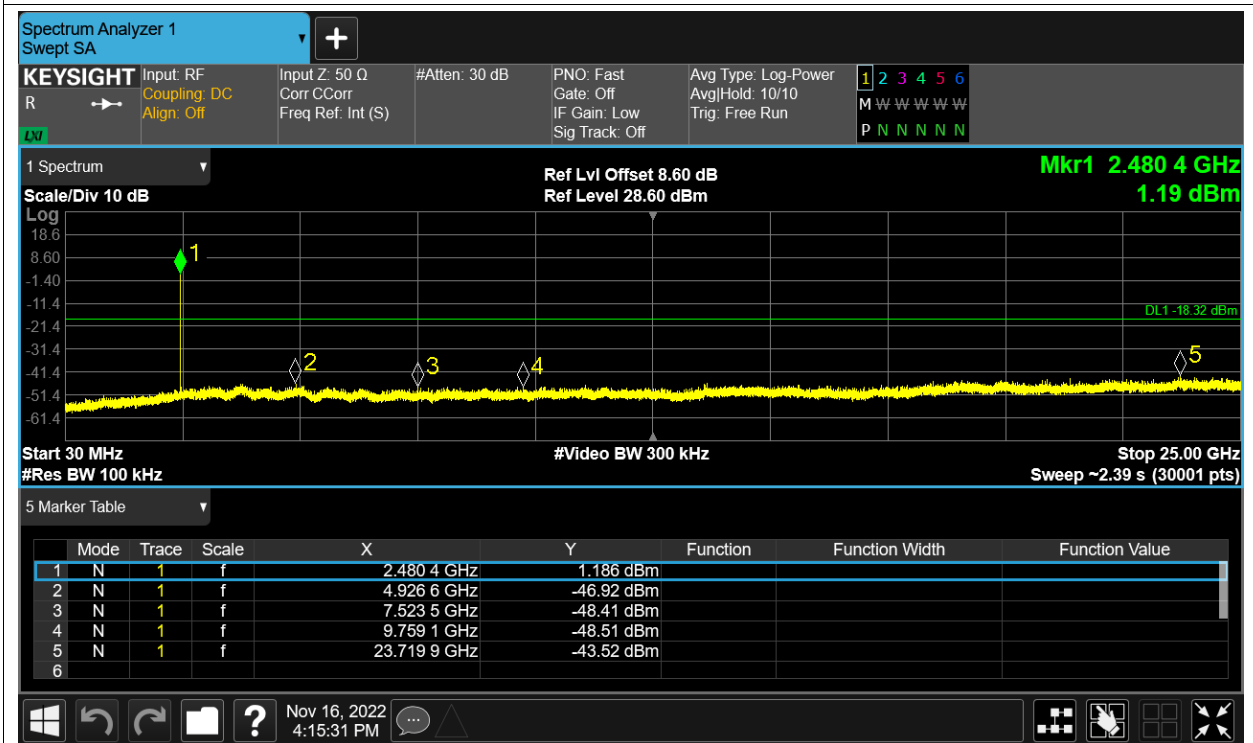 Spectrum Analyzer 1
Swept SA
KEYSIGHT
R
LXI
Input: RF
Coupling: DC
Align: Off
Input Z: 50 Ω
Corr CCorr
Freq Ref: Int (S)
#Atten: 30 dB
PNO: Fast
Gate: Off
IF Gain: Low
Sig Track: Off
Avg Type: Log-Power
Avg|Hold: 10/10
Trig: Free Run
1 2 3 4 5 6
M W W W W W
P N N N N N
1 Spectrum
Scale/Div 10 dB
Ref Lvl Offset 8.60 dB
Ref Level 28.60 dBm
Mkr1 2.480 4 GHz
1.19 dBm
Log
18.6
8.60
-1.40
-11.4
-21.4
-31.4
-41.4
-51.4
-61.4
1
2
3
4
5
DL1 -18.32 dBm
Start 30 MHz
#Video BW 300 kHz
Stop 25.00 GHz
#Res BW 100 kHz
Sweep ~2.39 s (30001 pts)
5 Marker Table
Mode Trace Scale X Y Function Function Width Function Value
1 N 1 f 2.480 4 GHz 1.186 dBm
2 N 1 f 4.926 6 GHz -46.92 dBm
3 N 1 f 7.523 5 GHz -48.41 dBm
4 N 1 f 9.759 1 GHz -48.51 dBm
5 N 1 f 23.719 9 GHz -43.52 dBm
6
?
Nov 16, 2022
4:15:31 PM